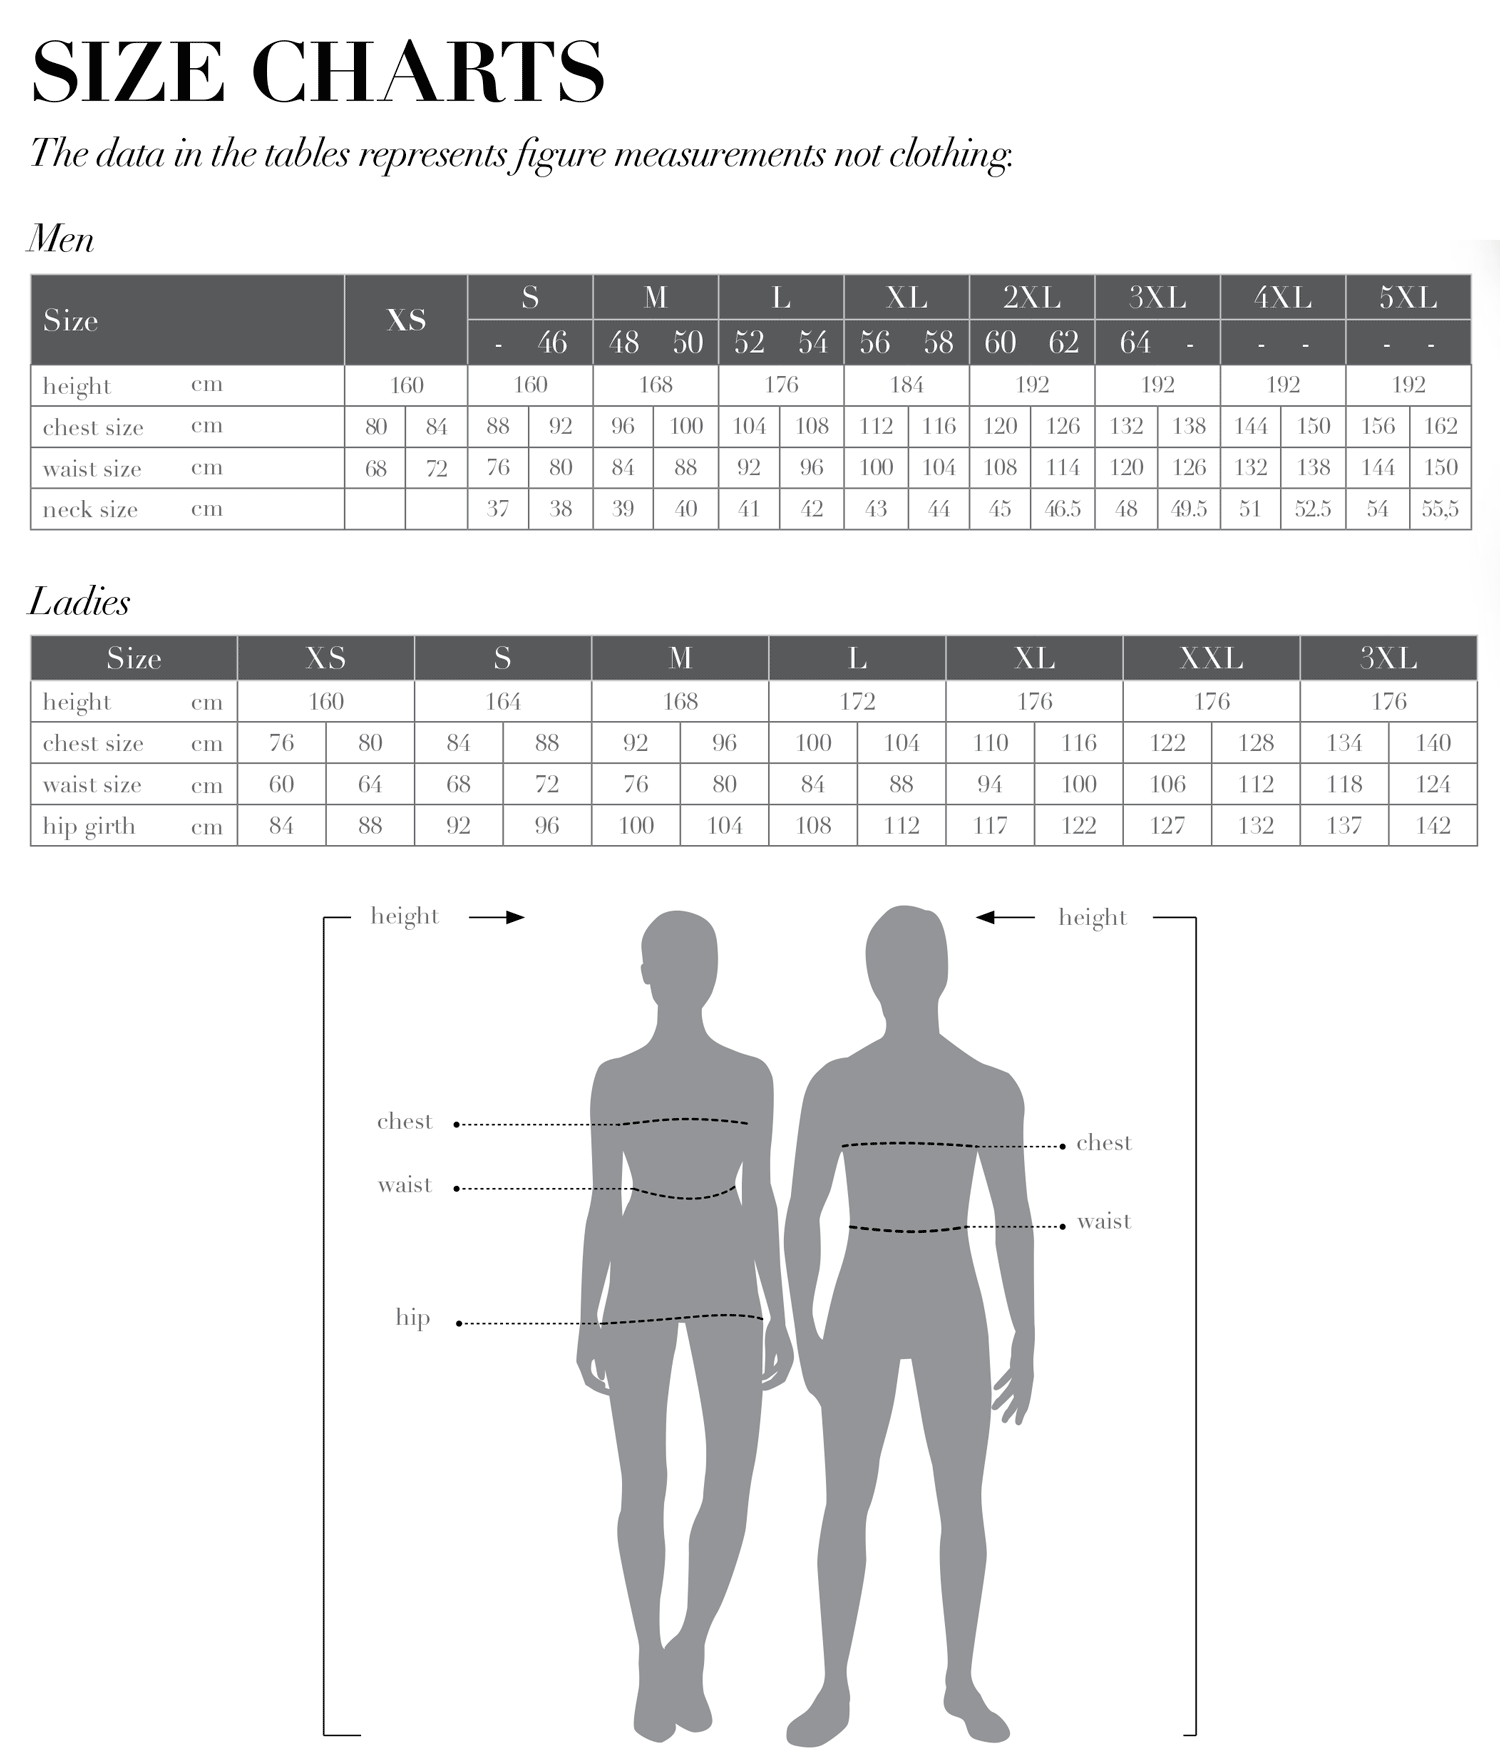 SIZE CHARTS
The data in the tables represents figure measurements not clothing.
Men
Size XS S M L XL 2XL 3XL 4XL 5XL
- 46 48 50 52 54 56 58 60 62 64 - - - - -
height cm 160 160 168 176 184 192 192 192 192
chest size cm 80 84 88 92 96 100 104 108 112 116 120 126 132 138 144 150 156 162
waist size cm 68 72 76 80 84 88 92 96 100 104 108 114 120 126 132 138 144 150
neck size cm 37 38 39 40 41 42 43 44 45 46.5 48 49.5 51 52.5 54 55,5
Ladies
Size XS S M L XL XXL 3XL
height cm 160 164 168 172 176 176 176
chest size cm 76 80 84 88 92 96 100 104 110 116 122 128 134 140
waist size cm 60 64 68 72 76 80 84 88 94 100 106 112 118 124
hip girth cm 84 88 92 96 100 104 108 112 117 122 127 132 137 142
height height
chest chest
waist waist
hip